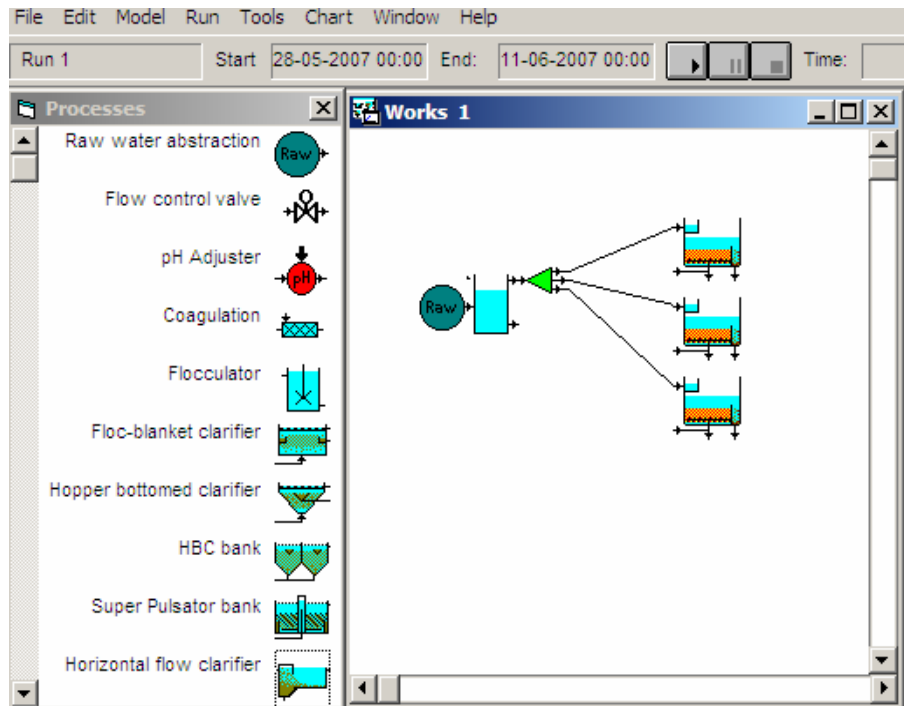 File Edit Model Run Tools Chart Window Help
Run 1 Start 28-05-2007 00:00 End: 11-06-2007 00:00 Time:
Processes
Raw water abstraction
Raw
Flow control valve
pH Adjuster
pH
Coagulation
Flocculator
Floc-blanket clarifier
Hopper bottomed clarifier
HBC bank
Super Pulsator bank
Horizontal flow clarifier
Works 1
Raw